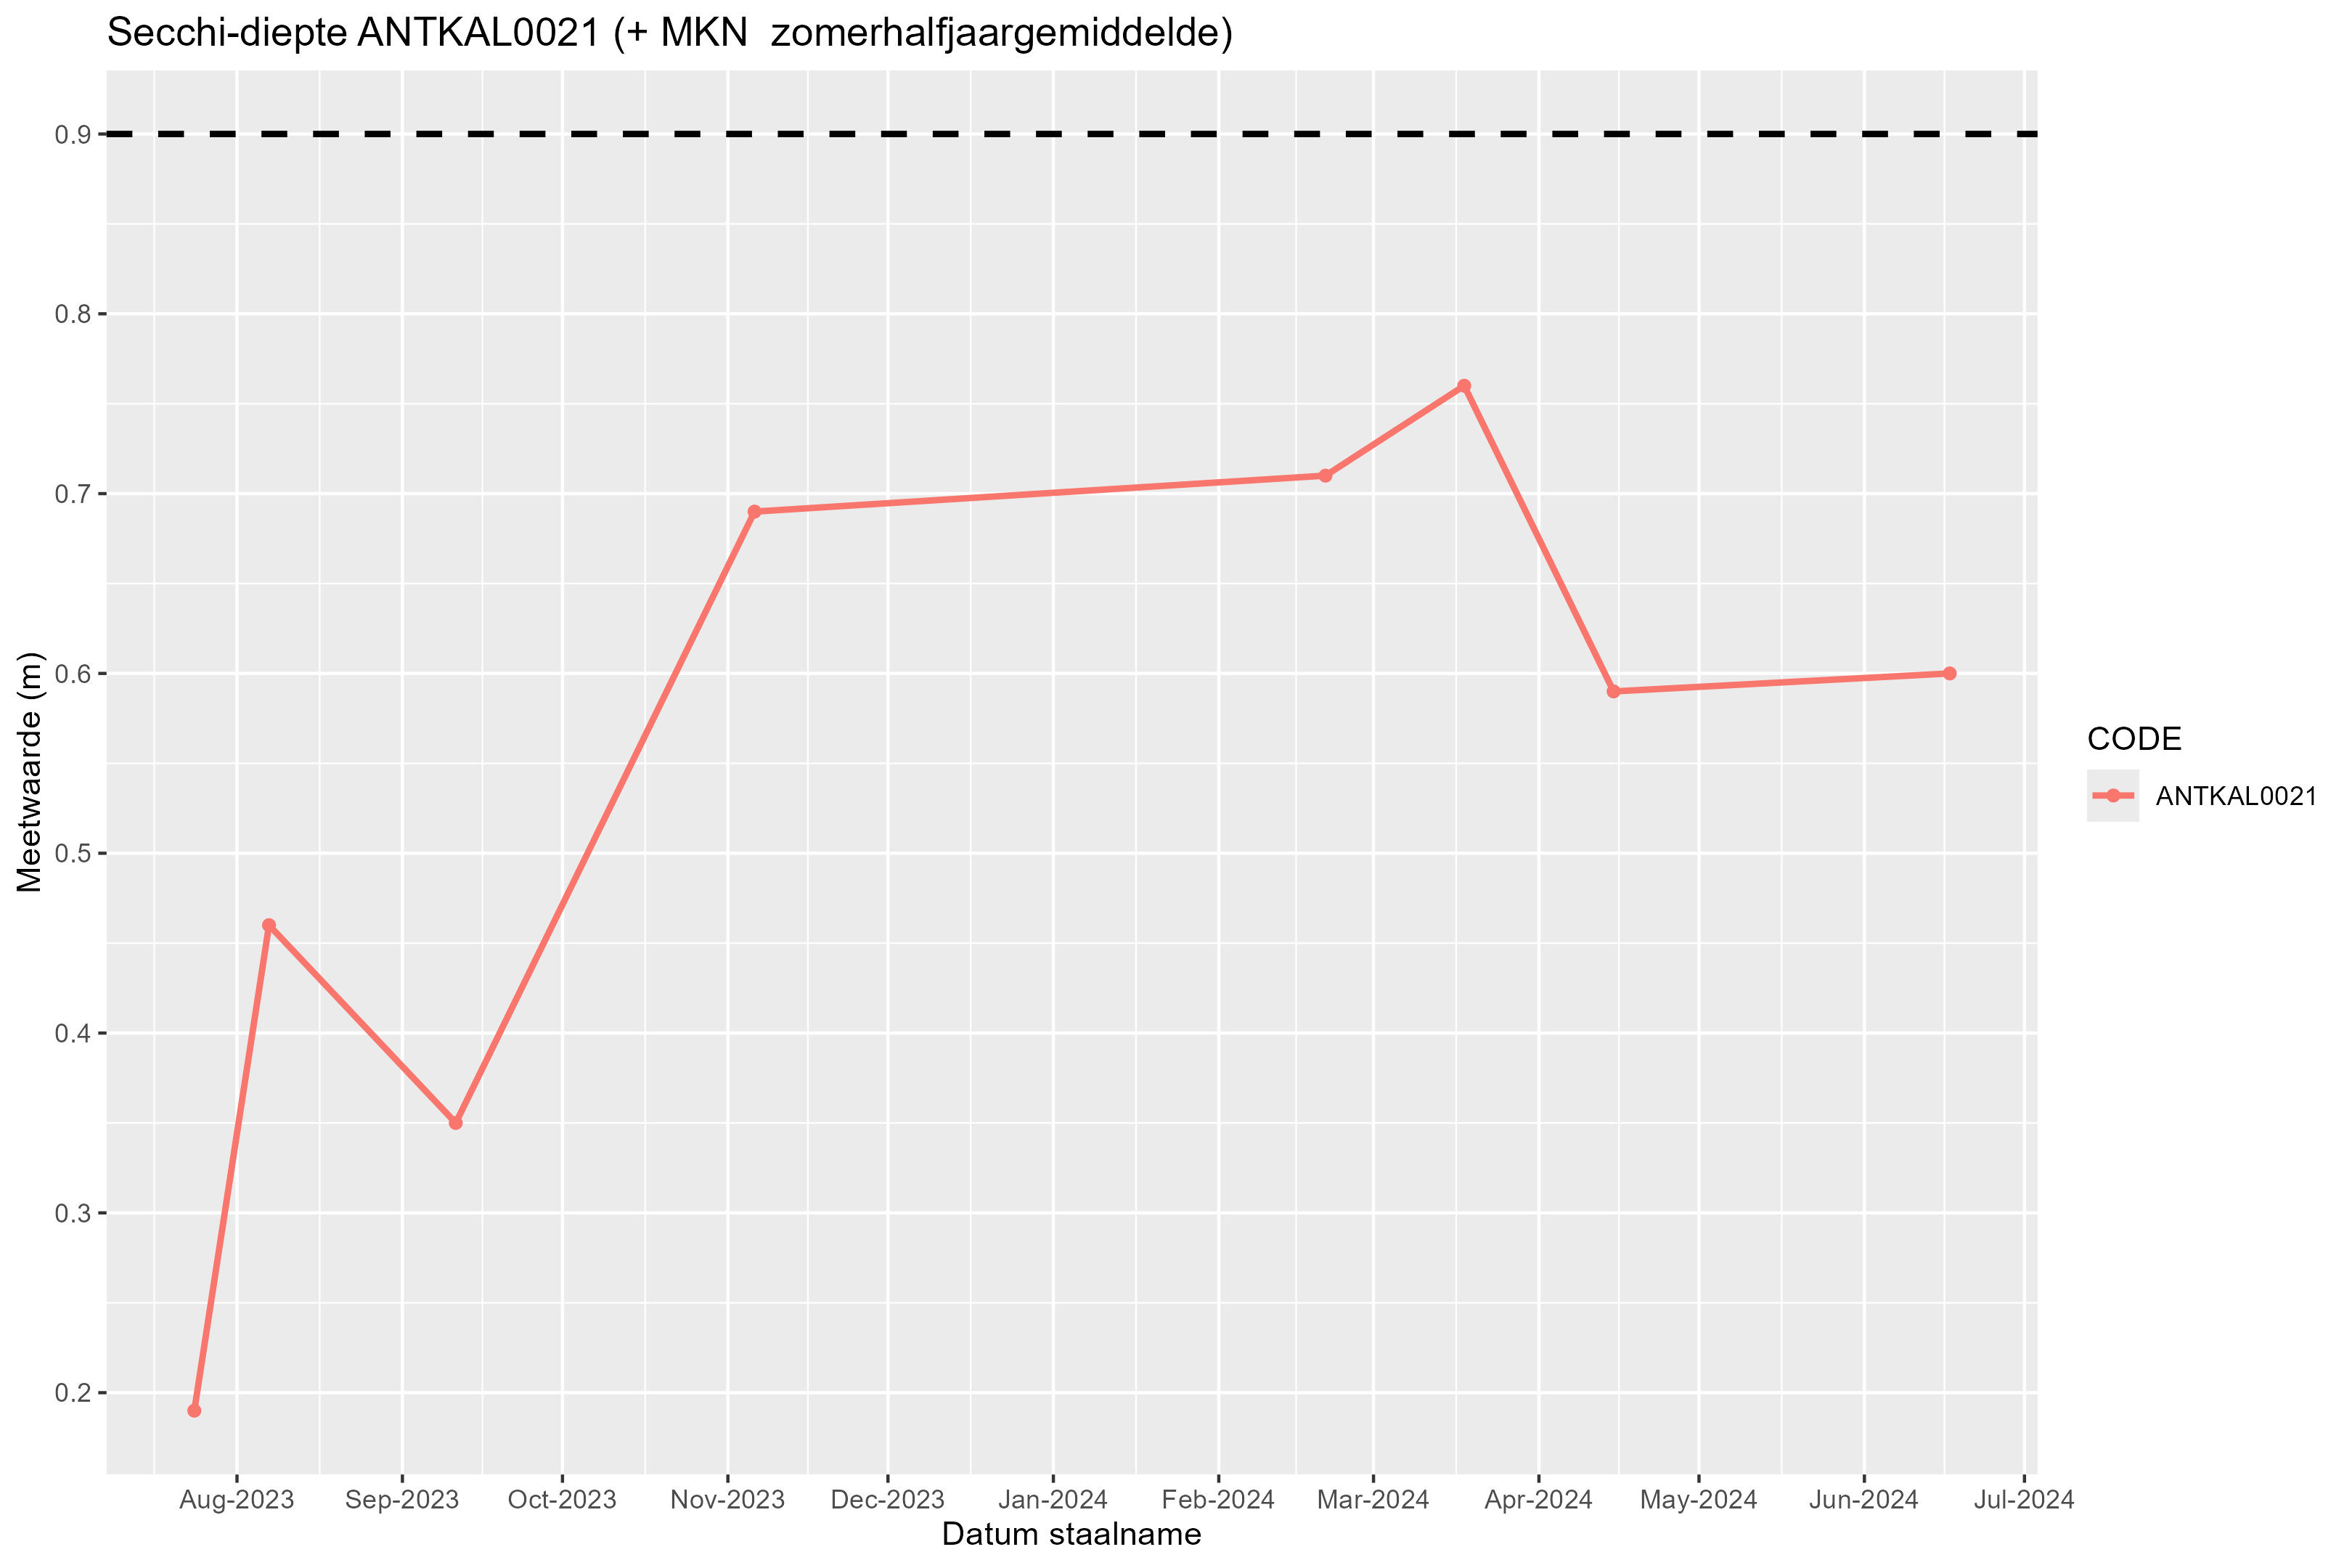 Secchi-diepte ANTKAL0021 (+ MKN  zomerhalfjaargemiddelde)
Meetwaarde (m)
0.9
0.8
0.7
0.6
0.5
0.4
0.3
0.2
Aug-2023 Sep-2023 Oct-2023 Nov-2023 Dec-2023 Jan-2024 Feb-2024 Mar-2024 Apr-2024 May-2024 Jun-2024 Jul-2024
Datum staalname
CODE
ANTKAL0021